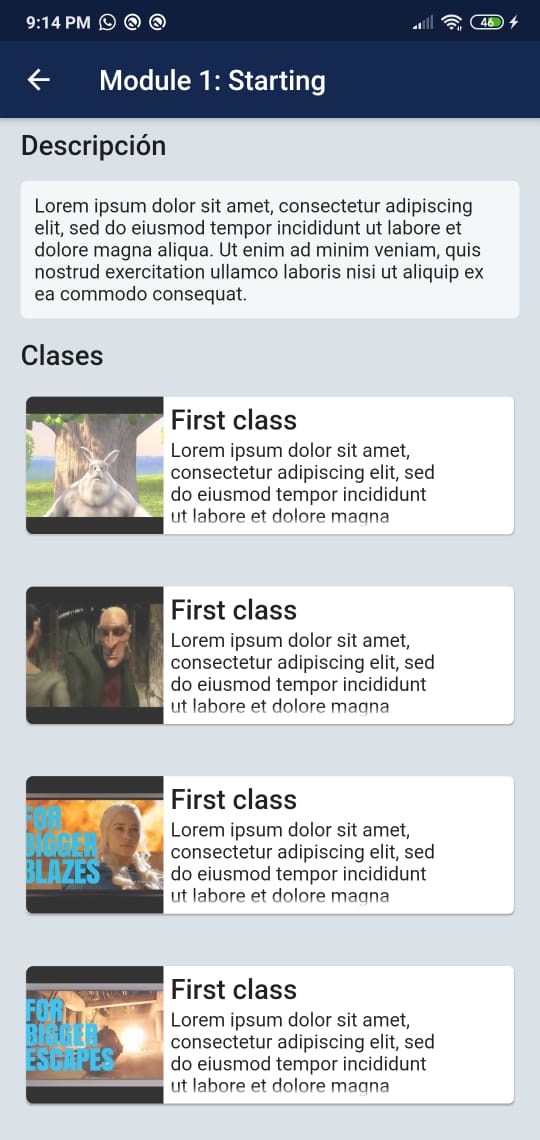 9:14 PM
46
Module 1: Starting
Descripción
Lorem ipsum dolor sit amet, consectetur adipiscing
elit, sed do eiusmod tempor incididunt ut labore et
dolore magna aliqua. Ut enim ad minim veniam, quis
nostrud exercitation ullamco laboris nisi ut aliquip ex
ea commodo consequat.
Clases
First class
Lorem ipsum dolor sit amet,
consectetur adipiscing elit, sed
do eiusmod tempor incididunt
ut labore et dolore magna
First class
Lorem ipsum dolor sit amet,
consectetur adipiscing elit, sed
do eiusmod tempor incididunt
ut labore et dolore magna
FOR
BIGGER
BLAZES
First class
Lorem ipsum dolor sit amet,
consectetur adipiscing elit, sed
do eiusmod tempor incididunt
ut labore et dolore magna
FOR
BIGGER
ESCAPES
First class
Lorem ipsum dolor sit amet,
consectetur adipiscing elit, sed
do eiusmod tempor incididunt
ut labore et dolore magna